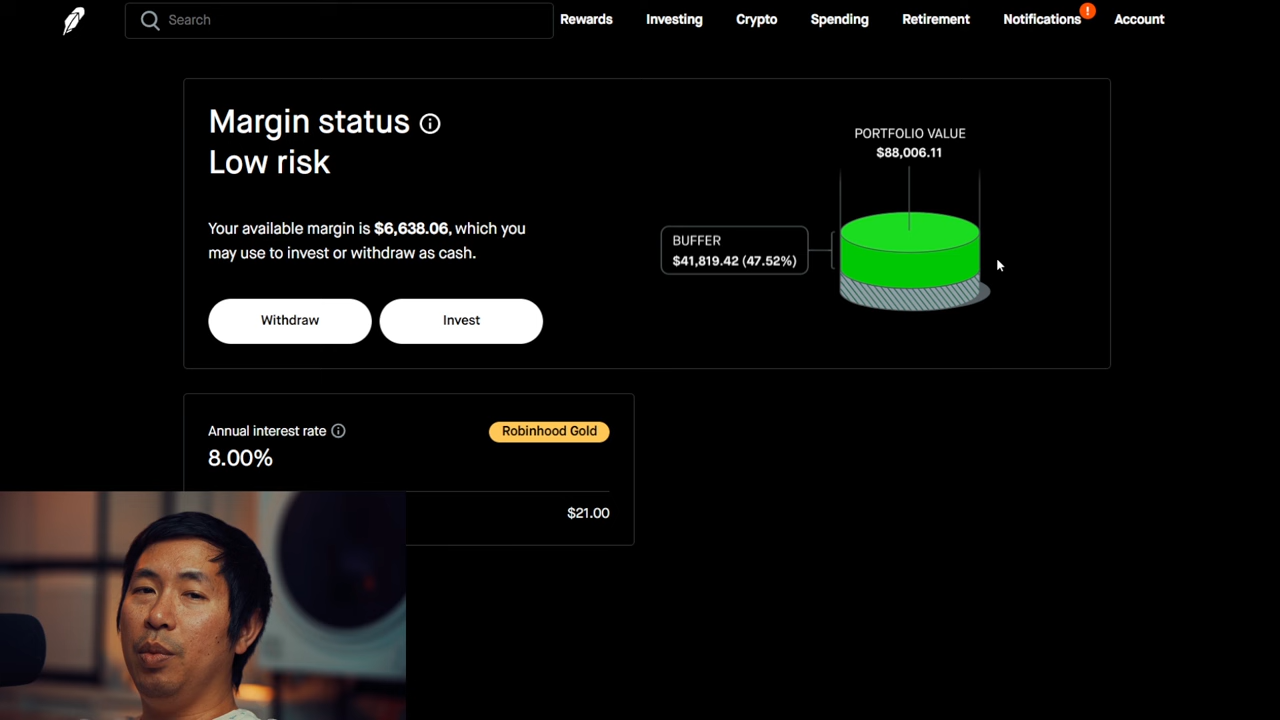 Search
Rewards
Investing
Crypto
Spending
Retirement
Notifications
!
Account
Margin status
Low risk
Your available margin is $6,638.06, which you
may use to invest or withdraw as cash.
Withdraw
Invest
PORTFOLIO VALUE
$88,006.11
BUFFER
$41,819.42 (47.52%)
Annual interest rate
Robinhood Gold
8.00%
$21.00